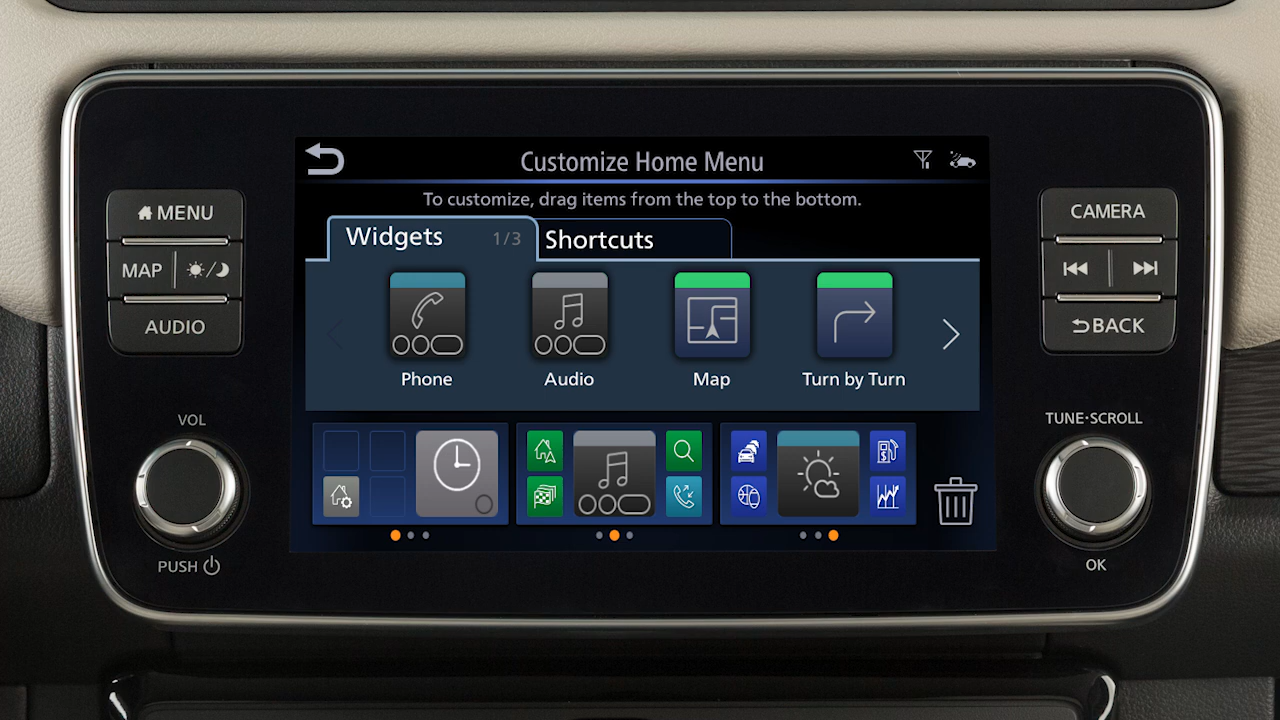 Customize Home Menu
To customize, drag items from the top to the bottom.
Widgets 1/3 Shortcuts
Phone Audio Map Turn by Turn
MENU
MAP
AUDIO
VOL
PUSH
CAMERA
BACK
TUNE•SCROLL
OK